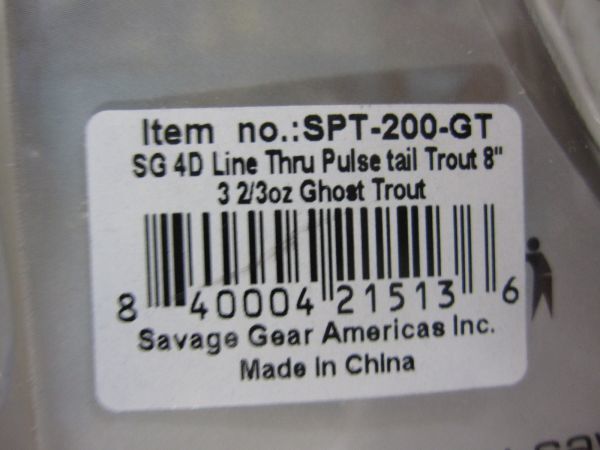 Item no.:SPT-200-GT
SG 4D Line Thru Pulse tail Trout 8"
3 2/3oz Ghost Trout
8 40004 21513 6
Savage Gear Americas Inc.
Made in China